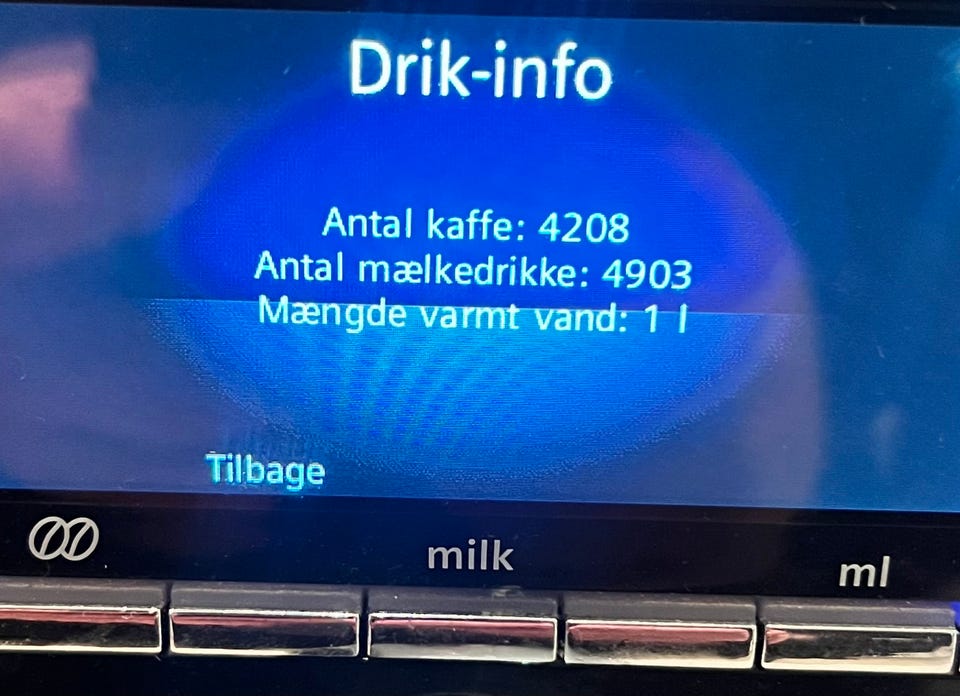 Drik-info
Antal kaffe: 4208
Antal mælkedrikke: 4903
Mængde varmt vand: 1 l
Tilbage
milk
ml